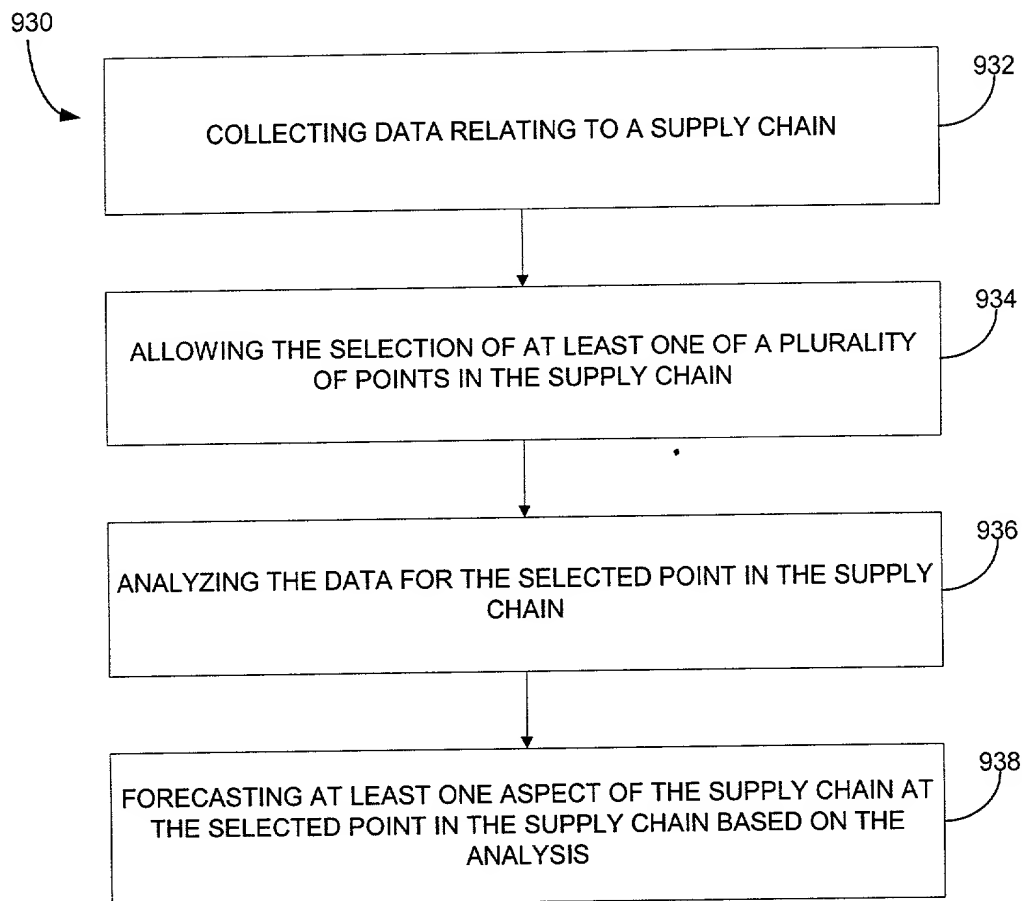 930
932
COLLECTING DATA RELATING TO A SUPPLY CHAIN
934
ALLOWING THE SELECTION OF AT LEAST ONE OF A PLURALITY
OF POINTS IN THE SUPPLY CHAIN
936
ANALYZING THE DATA FOR THE SELECTED POINT IN THE SUPPLY
CHAIN
938
FORECASTING AT LEAST ONE ASPECT OF THE SUPPLY CHAIN AT
THE SELECTED POINT IN THE SUPPLY CHAIN BASED ON THE
ANALYSIS